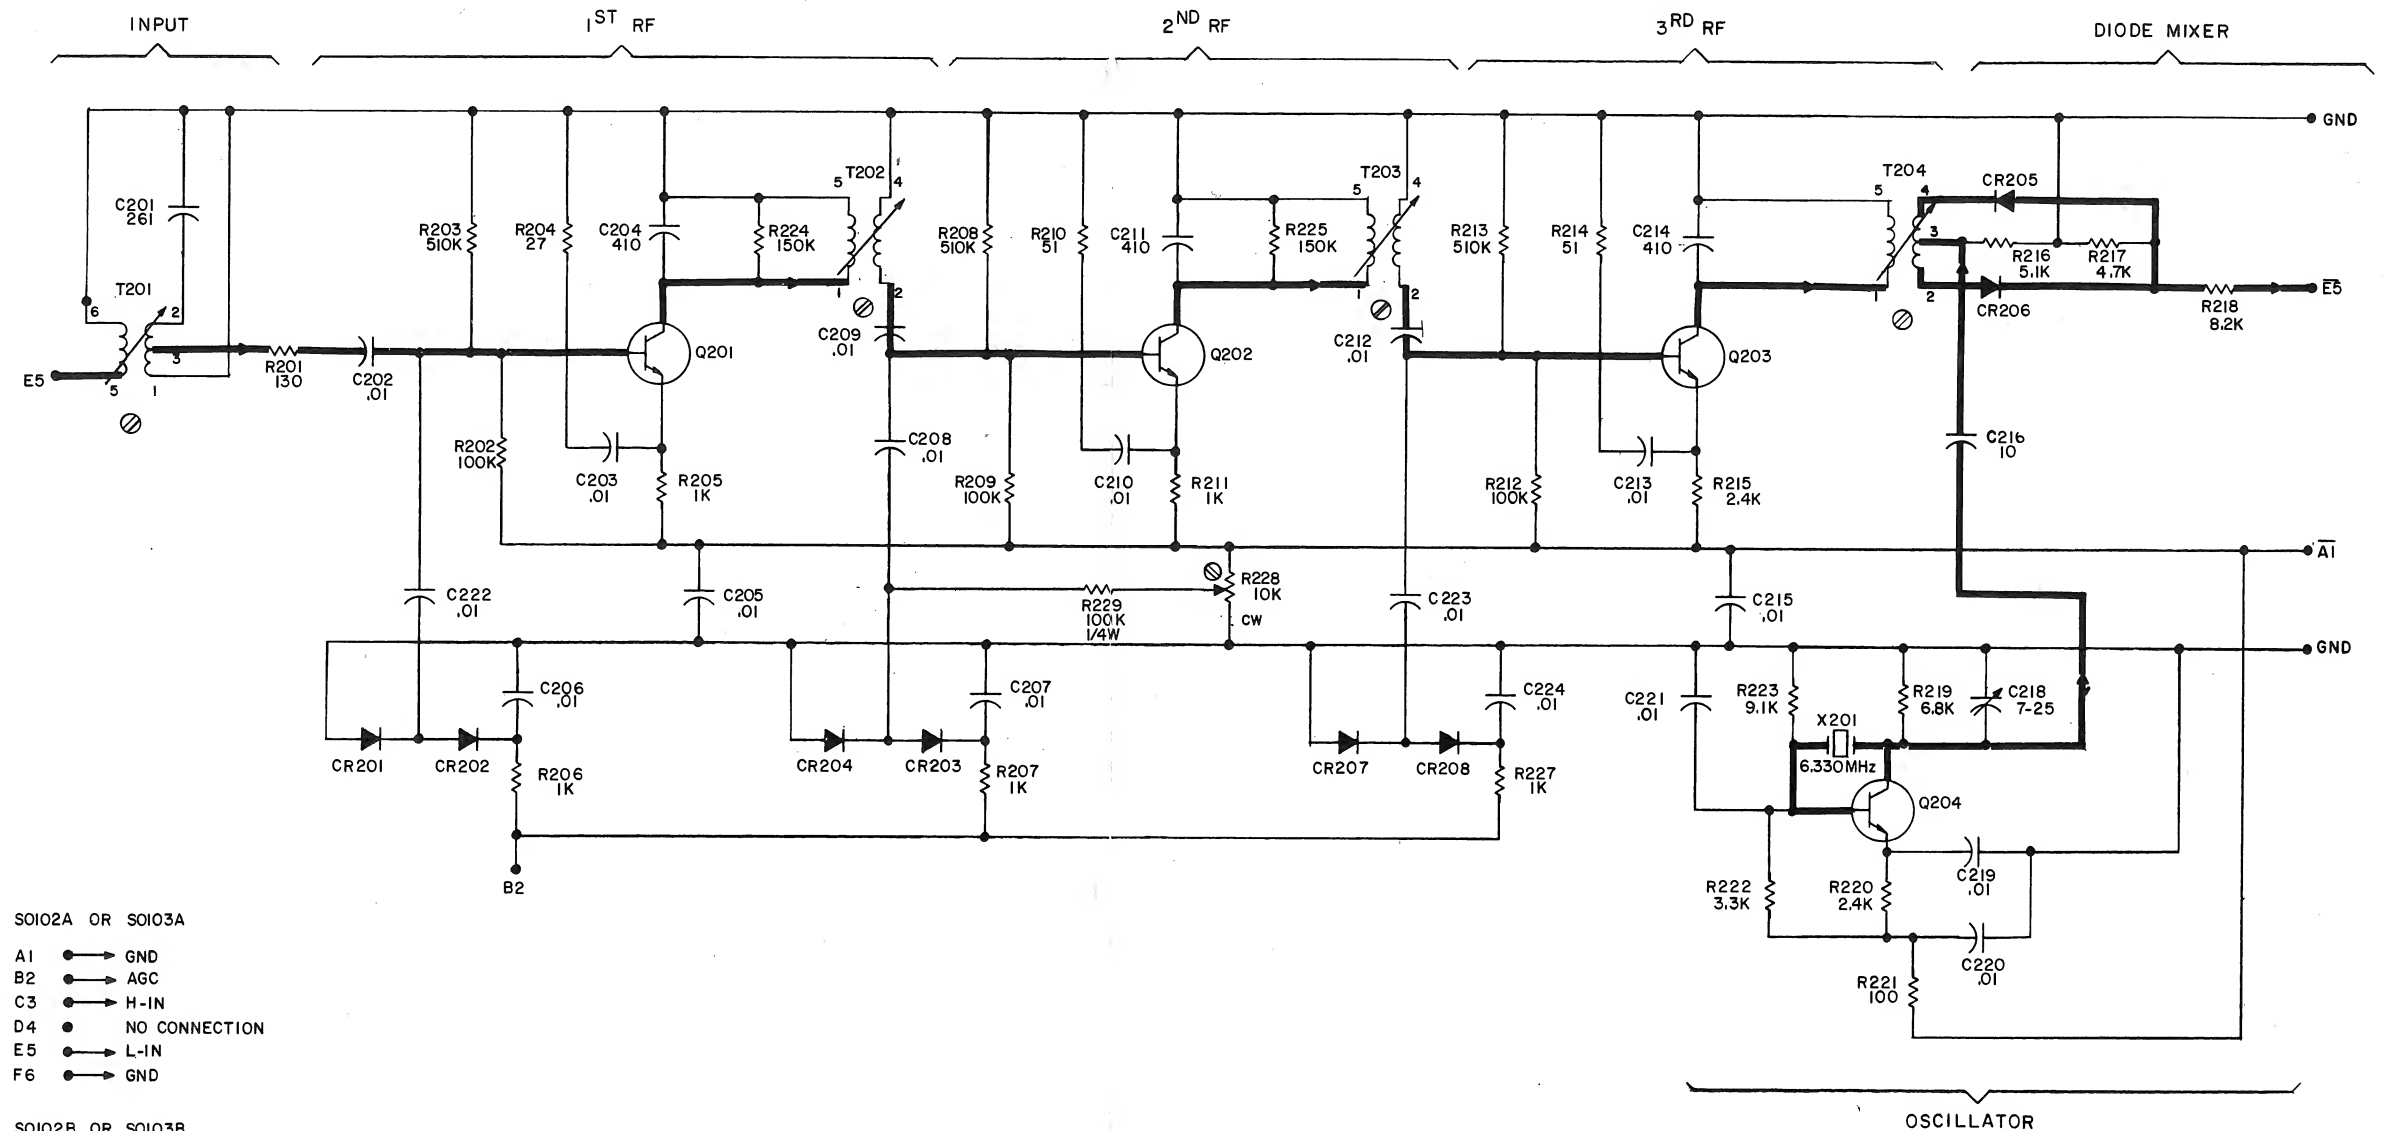 INPUT
1ST RF
2ND RF
3RD RF
DIODE MIXER
GND
C201
261
T201
6
2
3
5
1
E5
R201
130
C202
.01
R203
510K
R204
27
C204
410
R224
150K
T202
5
4
1
2
C209
.01
Q201
R202
100K
C203
.01
R205
1K
C208
.01
R208
510K
R210
51
C211
410
R225
150K
T203
5
4
1
2
C212
.01
Q202
R209
100K
C210
.01
R211
1K
R213
510K
R214
51
C214
410
Q203
R212
100K
C213
.01
R215
2.4K
T204
5
4
3
1
2
CR205
R216
5.1K
R217
4.7K
CR206
R218
8.2K
E5
C216
10
A1
C222
.01
C205
.01
R229
100K
1/4W
R228
10K
CW
C223
.01
C215
.01
GND
C206
.01
CR201
CR202
R206
1K
B2
C207
.01
CR204
CR203
R207
1K
C224
.01
CR207
CR208
R227
1K
C221
.01
R223
9.1K
X201
6.330MHz
R219
6.8K
C218
7-25
Q204
R222
3.3K
R220
2.4K
C219
.01
C220
.01
R221
100
OSCILLATOR
SO102A OR SO103A
A1 GND
B2 AGC
C3 H-IN
D4 NO CONNECTION
E5 L-IN
F6 GND
SO102B OR SO103B